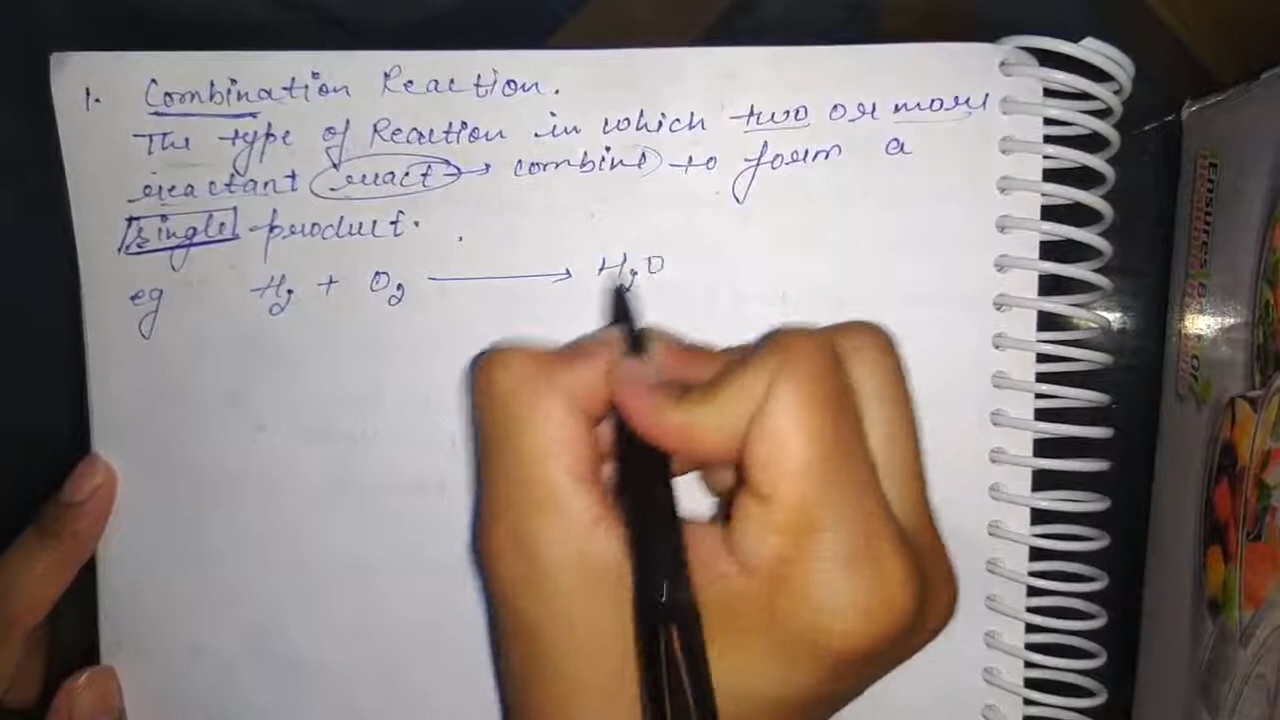 1. Combination Reaction.
The type of Reaction in which two or more
reactant react → combine to form a
single product.
eg H2 + O2 ⟶ H2O
Ensures